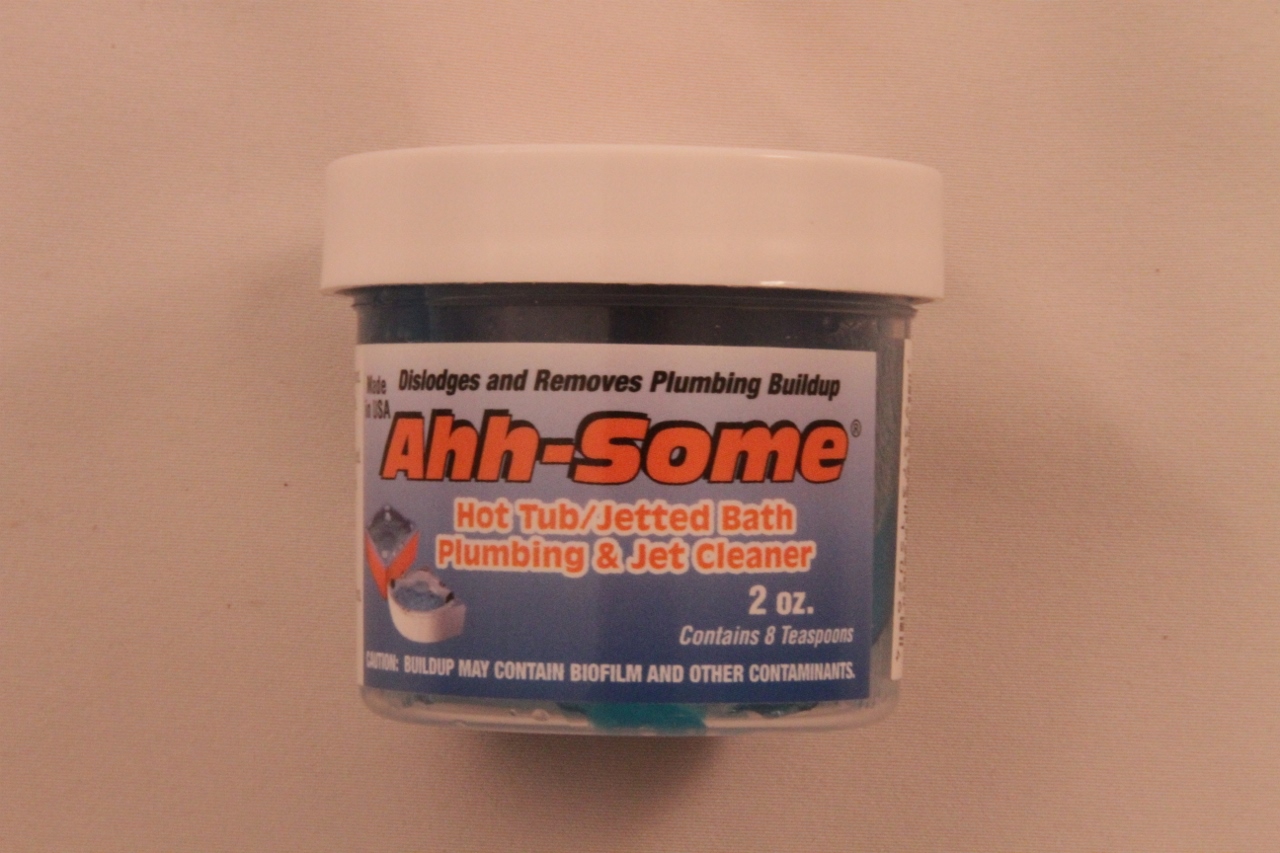 Dislodges and Removes Plumbing Buildup
Made
in USA
Ahh-Some®
Hot Tub/Jetted Bath
Plumbing & Jet Cleaner
2 oz.
Contains 8 Teaspoons
CAUTION: BUILDUP MAY CONTAIN BIOFILM AND OTHER CONTAMINANTS.